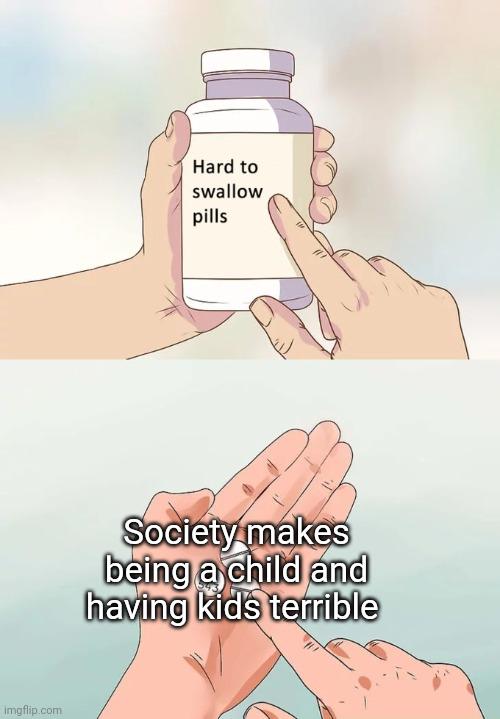 Hard to
swallow
pills
Society makes
being a child and
having kids terrible
imgflip.com